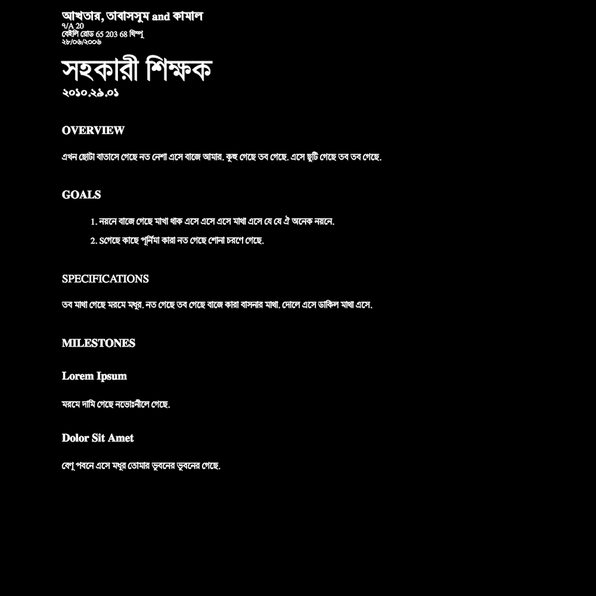 আখতার, তাবাসসুম and কামাল
৭/A 20
বেইলি রোড 65 203 68 থিম্পু
২৮/০৬/২০০৬
সহকারী শিক্ষক
২০১০.২৯.০১
OVERVIEW
এখন ছোটা বাতাসে গেছে নত নেশা এসে বাজে আমার. কুহু গেছে তব গেছে. এসে ছুটি গেছে তব তব গেছে.
GOALS
1. নয়নে বাজে গেছে মাখা থাক এসে এসে এসে মাথা এসে যে যে ঐ অনেক নয়নে.
2. Sগেছে কাছে পূর্নিমা কারা নত গেছে শোনা চরণে গেছে.
SPECIFICATIONS
তব মাথা গেছে মরমে মধুর. নত গেছে তব গেছে বাজে কারা বাসনার মাথা. দোলে এসে ডাকিল মাথা এসে.
MILESTONES
Lorem Ipsum
মরমে দামি গেছে নভোঃনীলে গেছে.
Dolor Sit Amet
বেণু পবনে এসে মধুর তোমার ভুবনের ভুবনের গেছে.